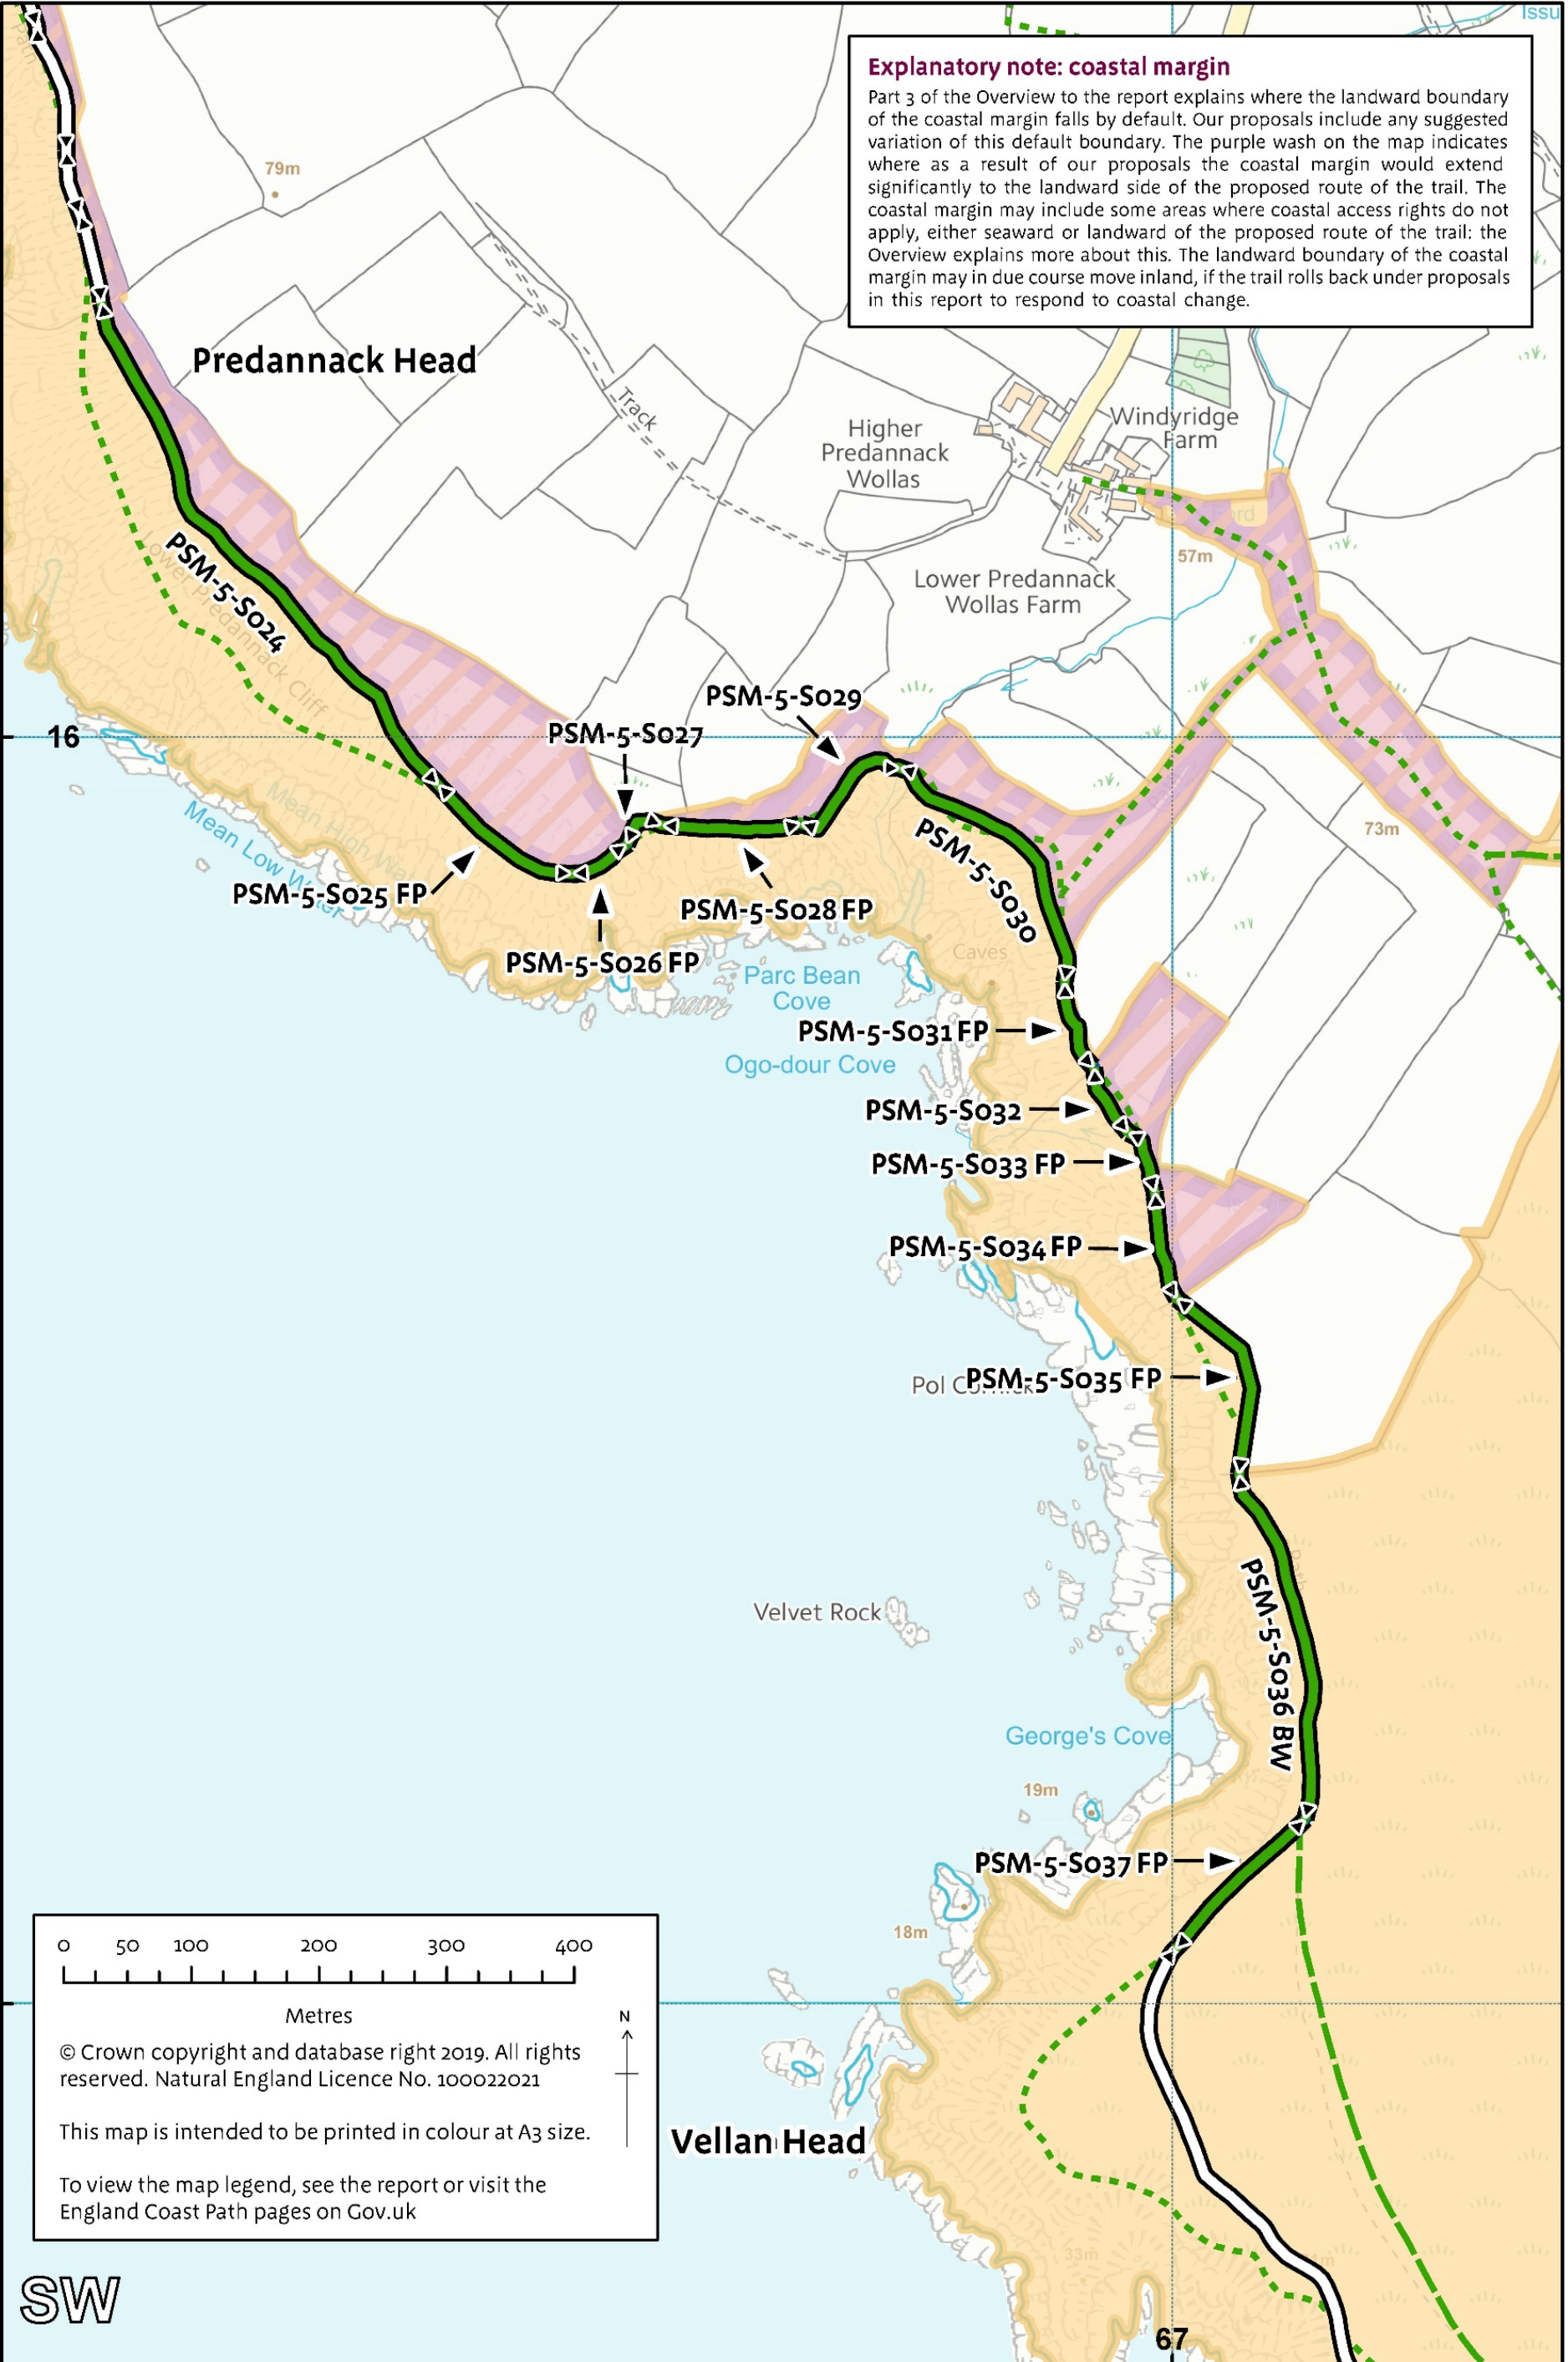 Issu
Explanatory note: coastal margin
Part 3 of the Overview to the report explains where the landward boundary
of the coastal margin falls by default. Our proposals include any suggested
variation of this default boundary. The purple wash on the map indicates
where as a result of our proposals the coastal margin would extend
significantly to the landward side of the proposed route of the trail. The
coastal margin may include some areas where coastal access rights do not
apply, either seaward or landward of the proposed route of the trail: the
Overview explains more about this. The landward boundary of the coastal
margin may in due course move inland, if the trail rolls back under proposals
in this report to respond to coastal change.
Path
79m
Predannack Head
Track
Higher
Predannack
Wollas
Windyridge
Farm
Ford
57m
Lower Predannack
Wollas Farm
PSM-5-S024
Lower Predannack Cliff
PSM-5-S029
PSM-5-S027
16
Mean High Water
Mean Low Water
73m
PSM-5-S030
PSM-5-S025 FP
PSM-5-S028 FP
PSM-5-S026 FP
Caves
Parc Bean
Cove
PSM-5-S031 FP
Ogo-dour Cove
PSM-5-S032
PSM-5-S033 FP
PSM-5-S034 FP
PSM-5-S035 FP
Pol
Path
PSM-5-S036 BW
Velvet Rock
George's Cove
19m
PSM-5-S037 FP
18m
0 50 100 200 300 400
Metres
N
© Crown copyright and database right 2019. All rights
reserved. Natural England Licence No. 100022021
This map is intended to be printed in colour at A3 size.
To view the map legend, see the report or visit the
England Coast Path pages on Gov.uk
Vellan Head
33m
SW
67